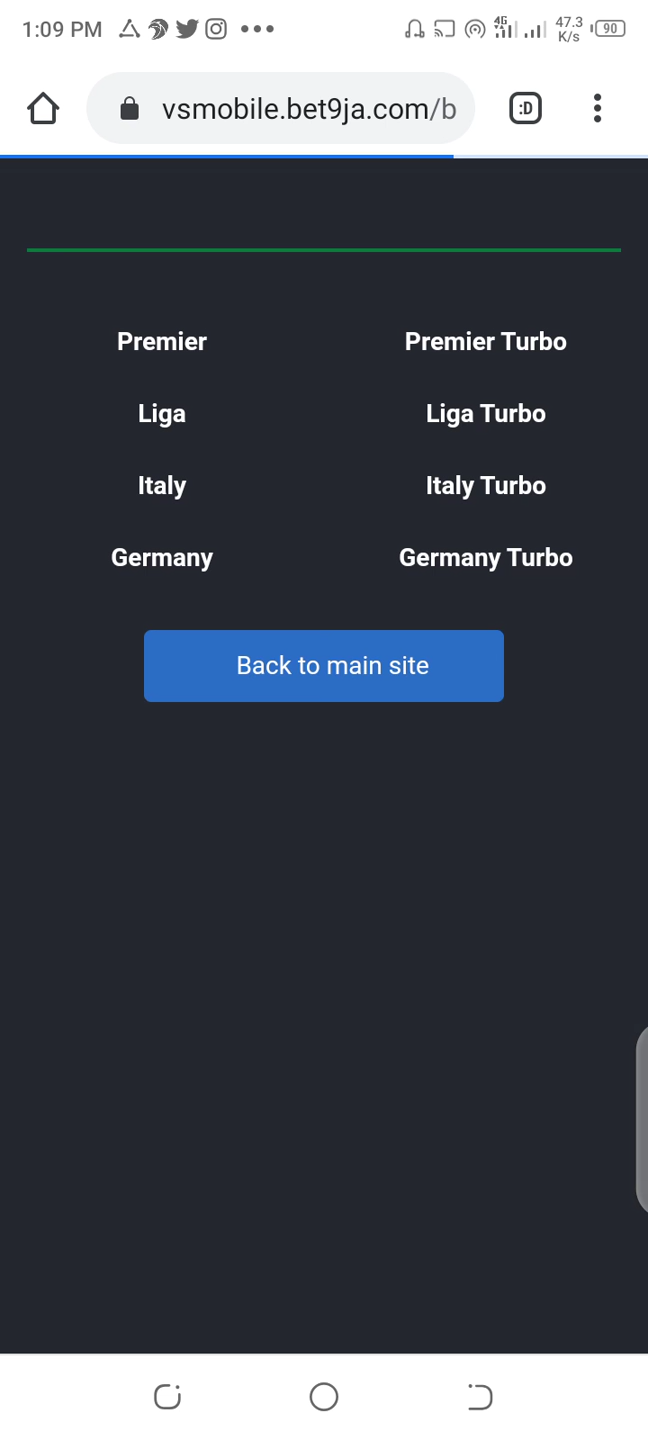 1:09 PM 4G 47.3 K/s 90
vsmobile.bet9ja.com/b :D
Premier Premier Turbo
Liga Liga Turbo
Italy Italy Turbo
Germany Germany Turbo
Back to main site